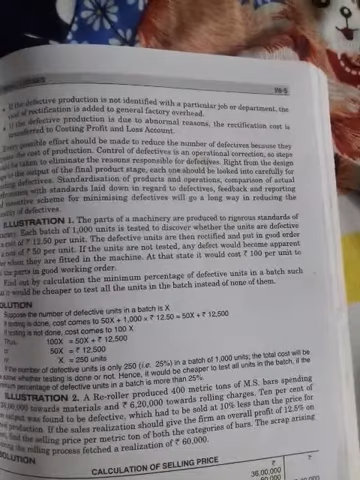 19-5
If the defective production is not identified with a particular job or department, the
cost of rectification is added to general factory overhead.
If the defective production is due to abnormal reasons, the rectification cost is
transferred to Costing Profit and Loss Account.
possible effort should be made to reduce the number of defectives because they
the cost of production. Control of defectives is an operational correction, so steps
be taken to eliminate the reasons responsible for defectives. Right from the design
the output of the final product stage, each one should be looked into carefully for
defectives. Standardisation of products and operations, comparison of actual
with standards laid down in regard to defectives, feedback and reporting
scheme for minimising defectives will go a long way in reducing the
of defectives.
ILLUSTRATION 1. The parts of a machinery are produced to rigorous standards of
Each batch of 1,000 units is tested to discover whether the units are defective
cost of ₹ 12.50 per unit. The defective units are then rectified and put in good order
cost of ₹ 50 per unit. If the units are not tested, any defect would become apparent
when they are fitted in the machine. At that state it would cost ₹ 100 per unit to
the parts in good working order.
Find out by calculation the minimum percentage of defective units in a batch such
it would be cheaper to test all the units in the batch instead of none of them.
SOLUTION
Suppose the number of defective units in a batch is X.
If testing is done, cost comes to 50X + 1,000 × ₹ 12.50 = 50X + ₹ 12,500
If testing is not done, cost comes to 100 X
Thus, 100X = 50X + ₹ 12,500
50X = ₹ 12,500
X = 250 units
If the number of defective units is only 250 (i.e. 25%) in a batch of 1,000 units; the total cost will be
same whether testing is done or not. Hence, it would be cheaper to test all units in the batch, if the
minimum percentage of defective units in a batch is more than 25%.
ILLUSTRATION 2. A Re-roller produced 400 metric tons of M.S. bars spending
towards materials and ₹ 6,20,000 towards rolling charges. Ten per cent of
output was found to be defective, which had to be sold at 10% less than the price for
production. If the sales realization should give the firm an overall profit of 12.5% on
find the selling price per metric ton of both the categories of bars. The scrap arising
the rolling process fetched a realization of ₹ 60,000.
SOLUTION
CALCULATION OF SELLING PRICE
₹ ₹
36,00,000